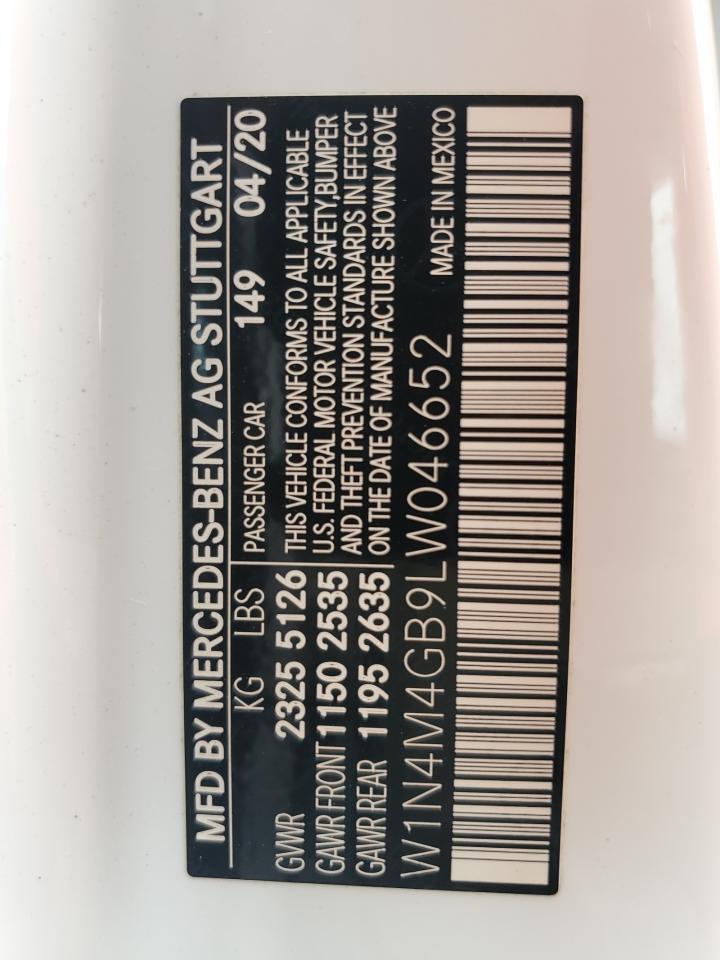 MFD BY MERCEDES-BENZ AG STUTTGART
KG LBS
GVWR 2325 5126
GAWR FRONT 1150 2535
GAWR REAR 1195 2635
PASSENGER CAR 149 04/20
THIS VEHICLE CONFORMS TO ALL APPLICABLE
U.S. FEDERAL MOTOR VEHICLE SAFETY,BUMPER
AND THEFT PREVENTION STANDARDS IN EFFECT
ON THE DATE OF MANUFACTURE SHOWN ABOVE
W1N4M4GB9LW046652 MADE IN MEXICO